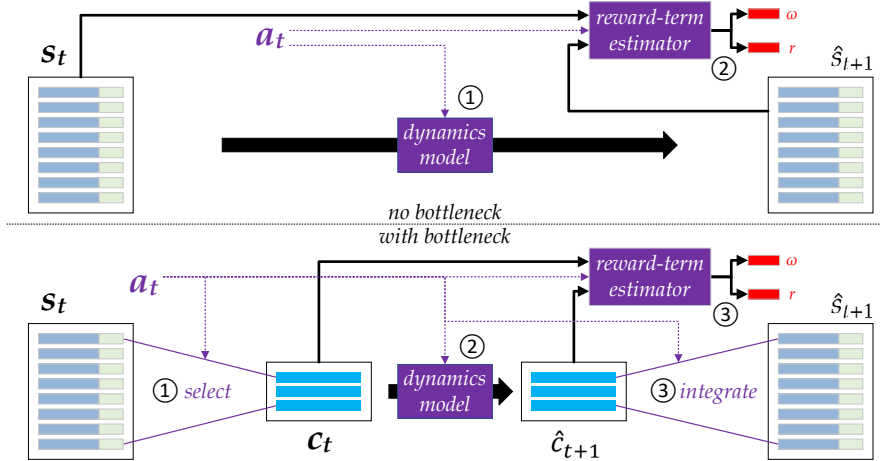 reward-term
estimator
ω
r
②
s_t
a_t
ŝ_{t+1}
①
dynamics
model
no bottleneck
with bottleneck
reward-term
estimator
ω
r
③
s_t
a_t
ŝ_{t+1}
②
① select
dynamics
model
③ integrate
c_t
ĉ_{t+1}